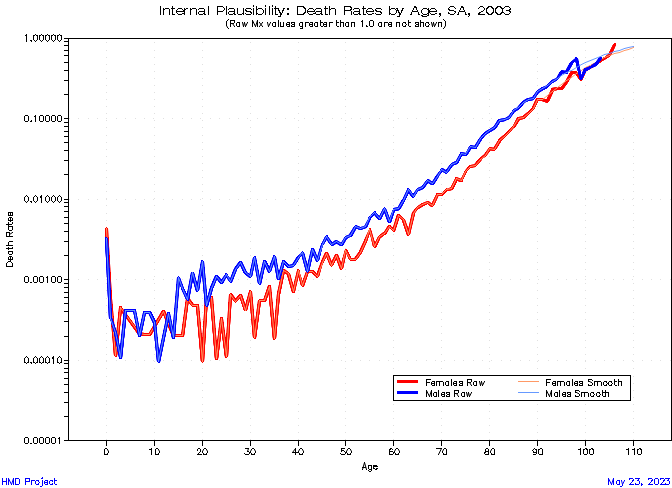 Internal Plausibility: Death Rates by Age, SA, 2003
(Raw Mx values greater than 1.0 are not shown)
1.00000
0.10000
0.01000
0.00100
0.00010
0.00001
Death Rates
0 10 20 30 40 50 60 70 80 90 100 110
Age
Females Raw Females Smooth
Males Raw Males Smooth
HMD Project May 23, 2023